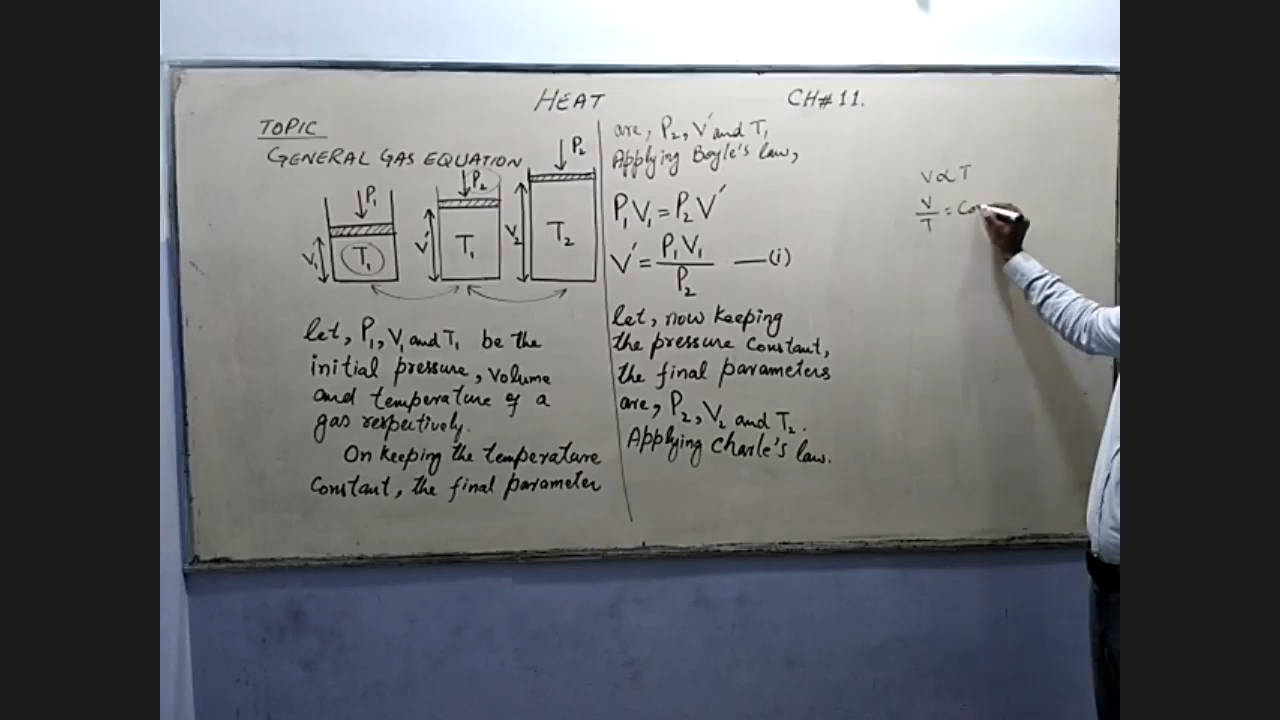 HEAT
CH# 11.
TOPIC
GENERAL GAS EQUATION
P₁
P₂
P₂
V₁
T₁
V'
T₁
V₂
T₂
let, P₁, V₁ and T₁ be the
initial pressure, volume
and temperature of a
gas respectively.
On keeping the temperature
Constant, the final parameter
are, P₂, V' and T₁
Applying Boyle's law,
P₁V₁ = P₂V'
V' = P₁V₁/P₂ —(i)
let, now keeping
the pressure constant,
the final parameters
are, P₂, V₂ and T₂.
Applying Charle's law.
V∝T
V/T = Co